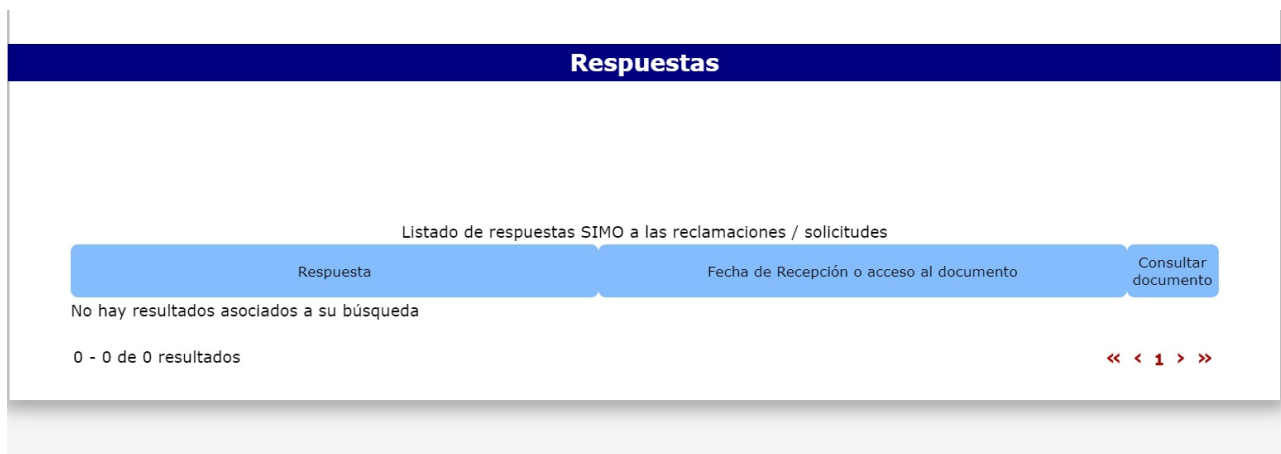 Respuestas
Listado de respuestas SIMO a las reclamaciones / solicitudes
Respuesta
Fecha de Recepción o acceso al documento
Consultar
documento
No hay resultados asociados a su búsqueda
0 - 0 de 0 resultados
« ‹ 1 › »